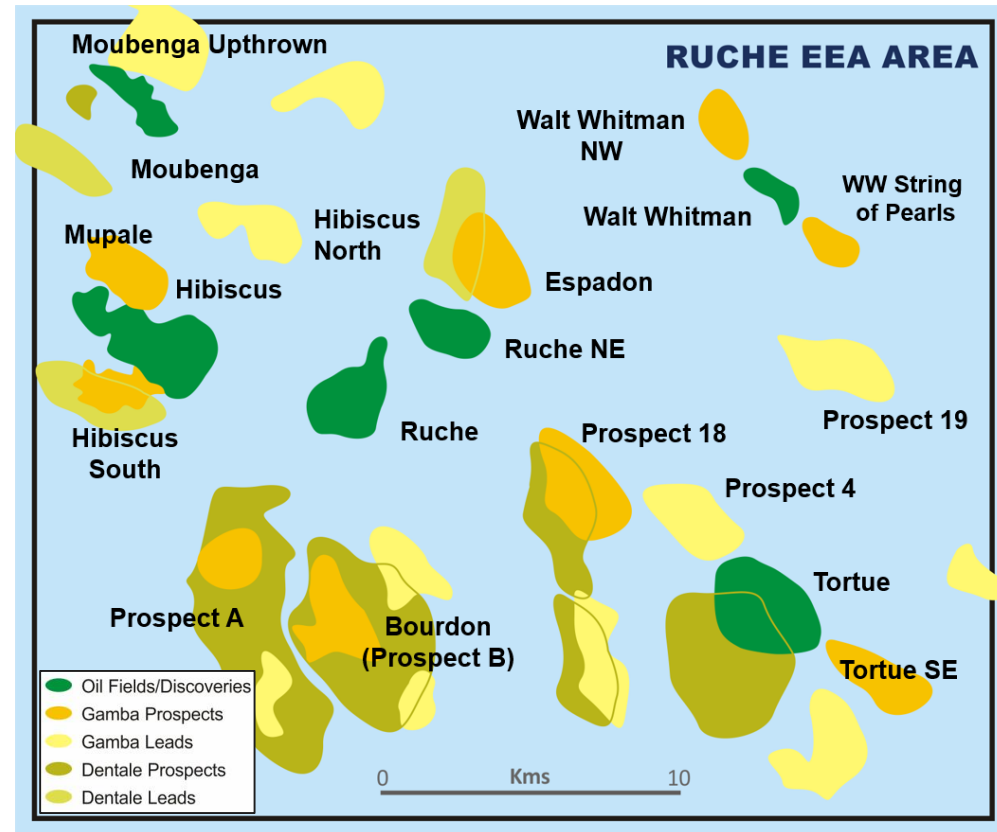 Moubenga Upthrown
RUCHE EEA AREA
Walt Whitman
NW
Moubenga
WW String
of Pearls
Walt Whitman
Mupale
Hibiscus
North
Hibiscus
Espadon
Ruche NE
Prospect 19
Ruche
Prospect 18
Hibiscus
South
Prospect 4
Tortue
Prospect A
Bourdon
(Prospect B)
Tortue SE
Oil Fields/Discoveries
Gamba Prospects
Gamba Leads
Dentale Prospects
Dentale Leads
0 Kms 10